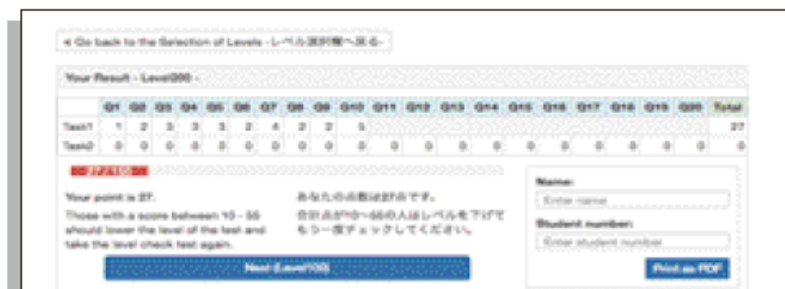 < Go back to the Selection of Levels -レベル選択欄へ戻る-
Your Result - Level200 -
Q1 Q2 Q3 Q4 Q5 Q6 Q7 Q8 Q9 Q10 Q11 Q12 Q13 Q14 Q15 Q16 Q17 Q18 Q19 Q20 Total
Task1 1 2 3 3 3 2 4 2 2 5 27
Task2 0 0 0 0 0 0 0 0 0 0 0 0 0 0 0 0 0 0 0 0 0
Your point is 27.
Those with a score between 10 - 55
should lower the level of the test and
take the level check test again.
あなたの点数は27点です。
合計点が10～55の人はレベルを下げて
もう一度チェックしてください。
Next (Level100)
Name:
Enter name
Student number:
Enter student number
Print as PDF